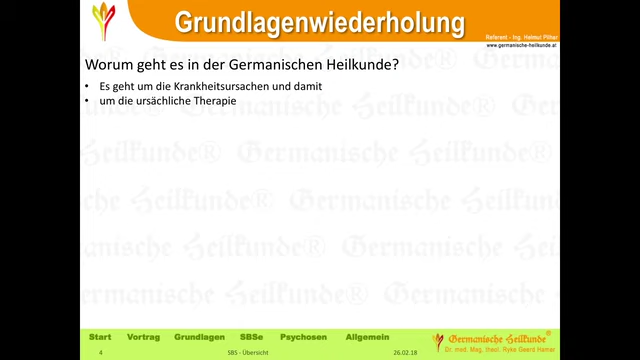 Grundlagenwiederholung
Referent - Ing. Helmut Pilhar
www.germanische-heilkunde.at
Worum geht es in der Germanischen Heilkunde?
• Es geht um die Krankheitsursachen und damit
• um die ursächliche Therapie
Germanische Heilkunde®
Start Vortrag Grundlagen SBSe Psychosen Allgemein
4 SBS - Übersicht 26.02.18
Germanische Heilkunde®
Dr. med. Mag. theol. Ryke Geerd Hamer